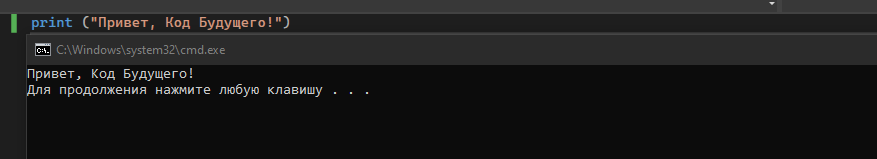 print ("Привет, Код Будущего!")
C:\Windows\system32\cmd.exe
Привет, Код Будущего!
Для продолжения нажмите любую клавишу . . .